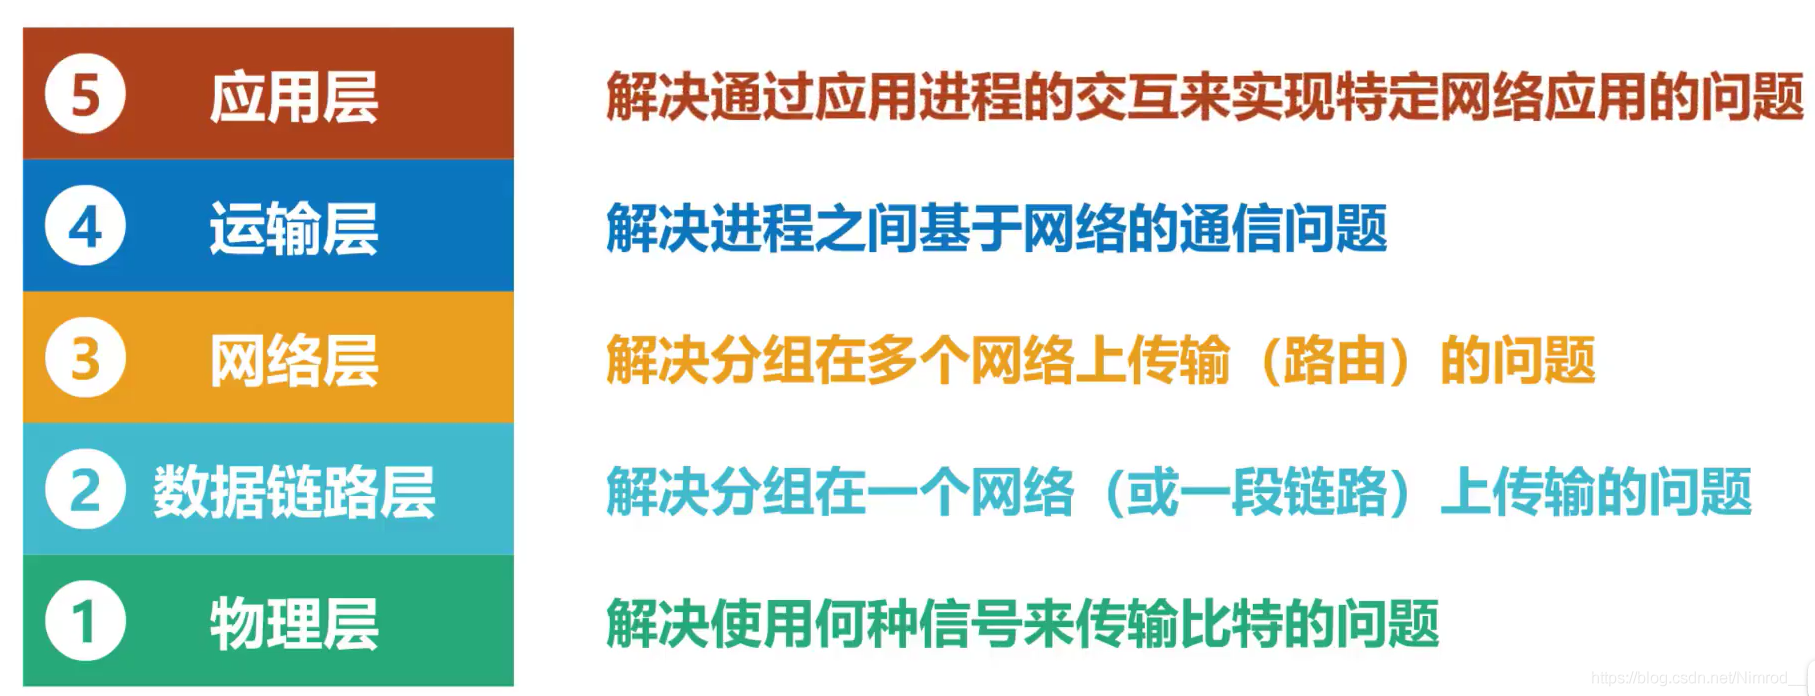 5 应用层 解决通过应用进程的交互来实现特定网络应用的问题
4 运输层 解决进程之间基于网络的通信问题
3 网络层 解决分组在多个网络上传输（路由）的问题
2 数据链路层 解决分组在一个网络（或一段链路）上传输的问题
1 物理层 解决使用何种信号来传输比特的问题
https://blog.csdn.net/Nimrod__